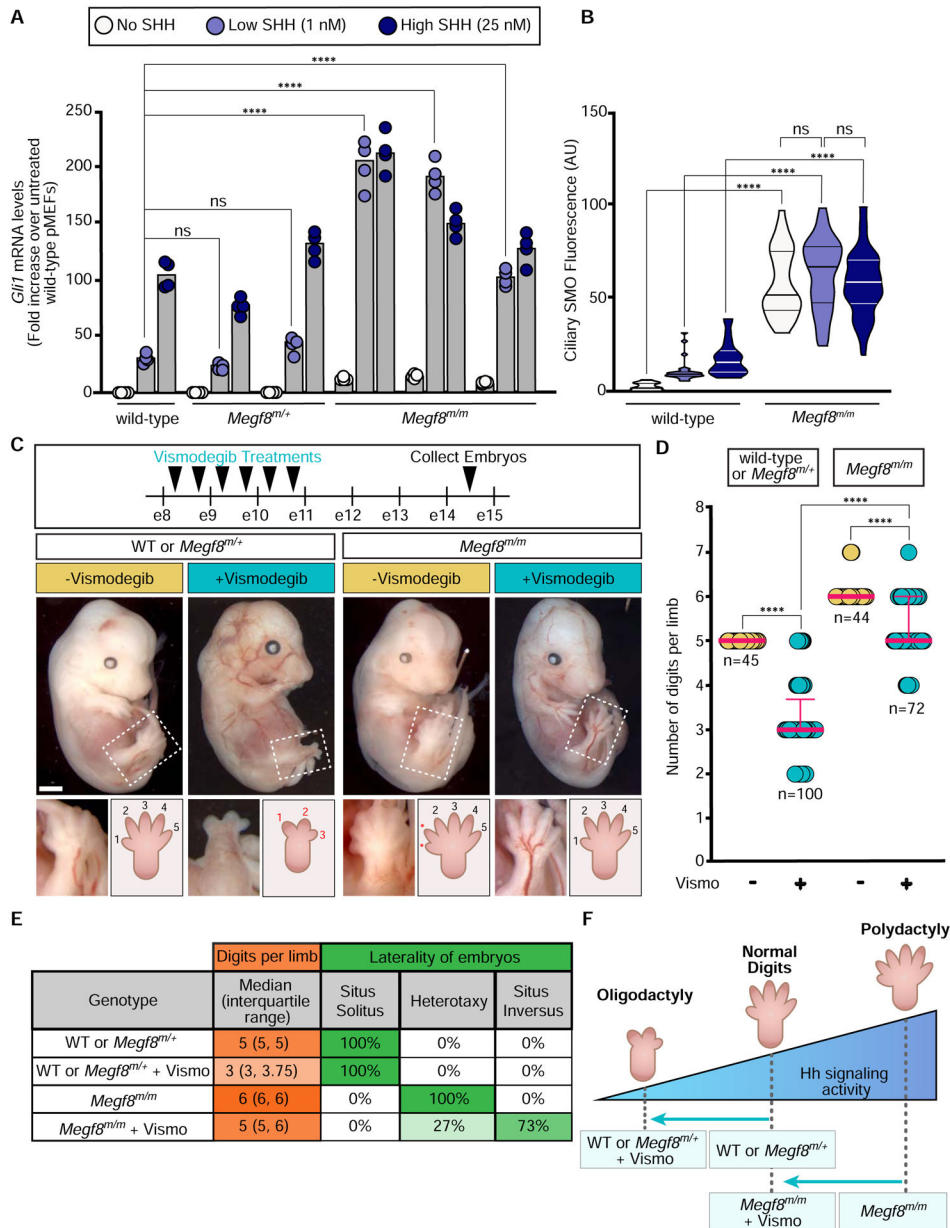 A
No SHH
Low SHH (1 nM)
High SHH (25 nM)
****
****
****
ns
ns
250
200
150
100
50
0
Gli1 mRNA levels
(Fold increase over untreated
wild-type pMEFs)
wild-type
Megf8m/+
Megf8m/m
B
150
100
50
0
Ciliary SMO Fluorescence (AU)
ns
ns
****
****
****
wild-type
Megf8m/m
C
Vismodegib Treatments
Collect Embryos
e8
e9
e10
e11
e12
e13
e14
e15
WT or Megf8m/+
Megf8m/m
-Vismodegib
+Vismodegib
-Vismodegib
+Vismodegib
1 2 3 4 5
1 2 3
1 2 3 4 5
1 2 3 4 5
D
wild-type
or Megf8m/+
Megf8m/m
8
7
6
5
4
3
2
1
0
Number of digits per limb
****
****
****
n=45
n=100
n=44
n=72
Vismo - + - +
E
Digits per limb Laterality of embryos
Genotype
Median
(interquartile
range)
Situs
Solitus
Heterotaxy
Situs
Inversus
WT or Megf8m/+ 5 (5, 5) 100% 0% 0%
WT or Megf8m/+ + Vismo 3 (3, 3.75) 100% 0% 0%
Megf8m/m 6 (6, 6) 0% 100% 0%
Megf8m/m + Vismo 5 (5, 6) 0% 27% 73%
F
Polydactyly
Normal
Digits
Oligodactyly
Hh signaling
activity
WT or Megf8m/+
+ Vismo
WT or Megf8m/+
Megf8m/m
+ Vismo
Megf8m/m